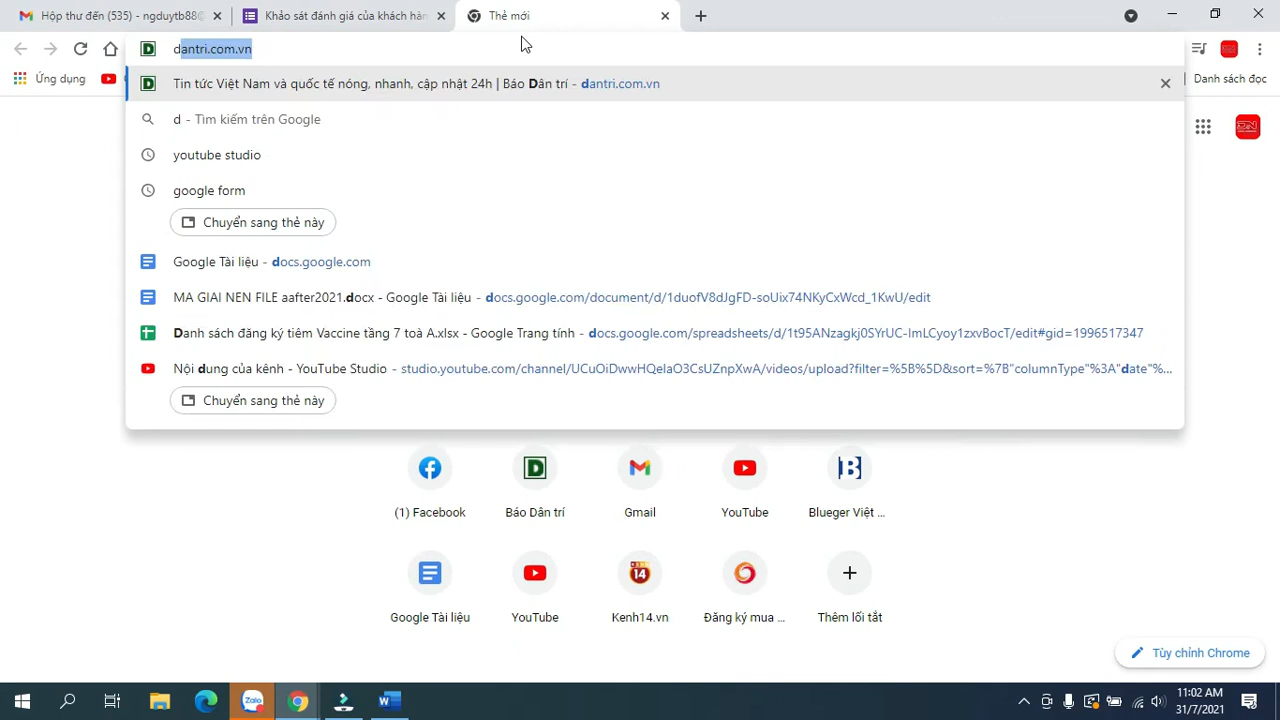 Hộp thư đến (535) - ngduytb88@
Khảo sát đánh giá của khách hàn
Thẻ mới
dantri.com.vn
Ứng dụng
Danh sách đọc
Tin tức Việt Nam và quốc tế nóng, nhanh, cập nhật 24h | Báo Dân trí - dantri.com.vn
d - Tìm kiếm trên Google
youtube studio
google form
Chuyển sang thẻ này
Google Tài liệu - docs.google.com
MA GIAI NEN FILE aafter2021.docx - Google Tài liệu - docs.google.com/document/d/1duofV8dJgFD-soUix74NKyCxWcd_1KwU/edit
Danh sách đăng ký tiêm Vaccine tầng 7 toà A.xlsx - Google Trang tính - docs.google.com/spreadsheets/d/1t95ANzagkj0SYrUC-ImLCyoy1zxvBocT/edit#gid=1996517347
Nội dung của kênh - YouTube Studio - studio.youtube.com/channel/UCuOiDwwHQelaO3CsUZnpXwA/videos/upload?filter=%5B%5D&sort=%7B"columnType"%3A"date"%...
Chuyển sang thẻ này
(1) Facebook
Báo Dân trí
Gmail
YouTube
Blueger Việt ...
Google Tài liệu
YouTube
Kenh14.vn
Đăng ký mua ...
Thêm lối tắt
Tùy chỉnh Chrome
Zalo
11:02 AM
31/7/2021